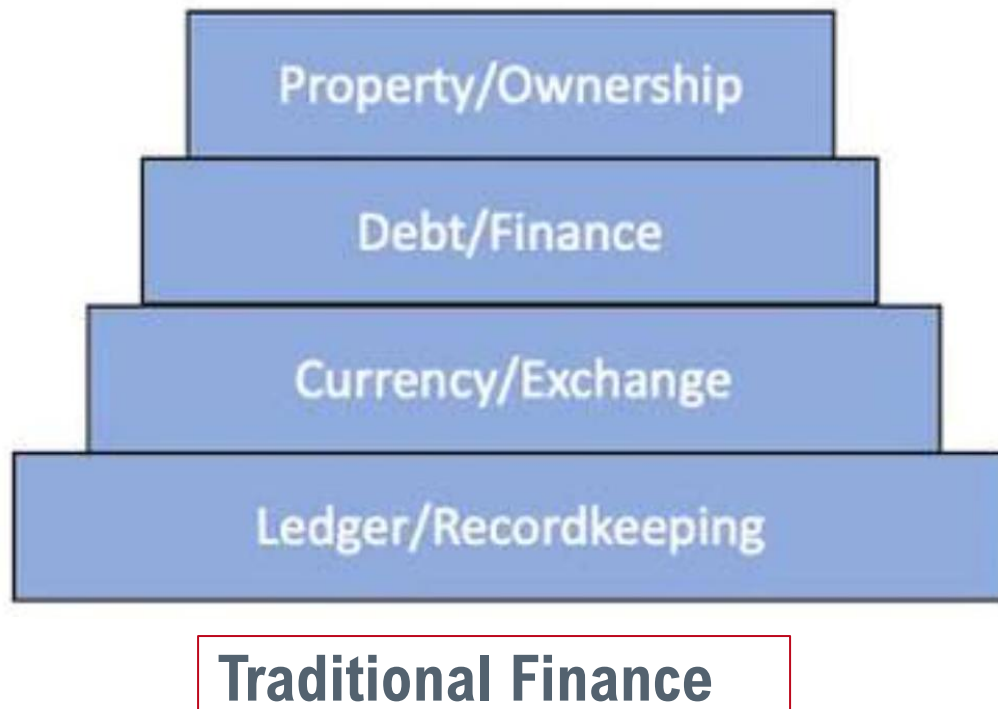 Property/Ownership
Debt/Finance
Currency/Exchange
Ledger/Recordkeeping
Traditional Finance